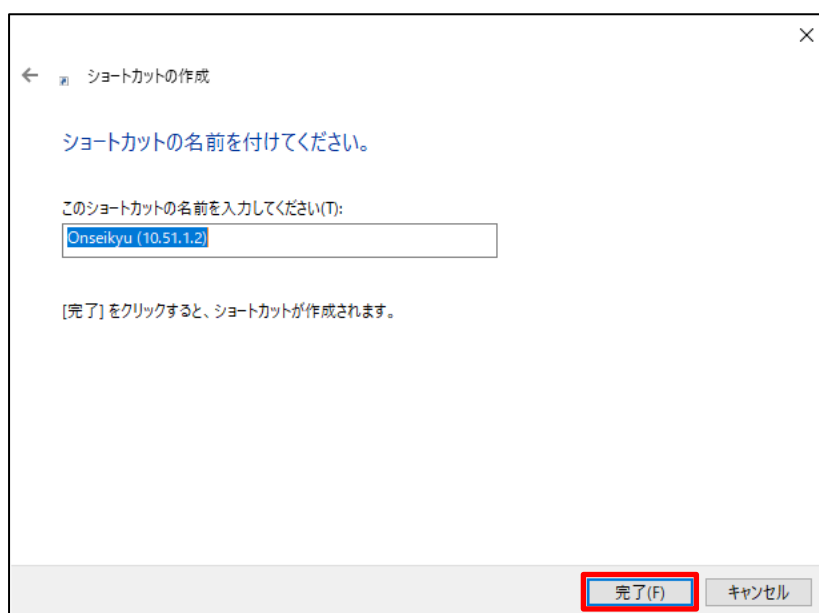 ショートカットの作成
ショートカットの名前を付けてください。
このショートカットの名前を入力してください(T):
Onseikyu (10.51.1.2)
[完了] をクリックすると、ショートカットが作成されます。
完了(F)
キャンセル